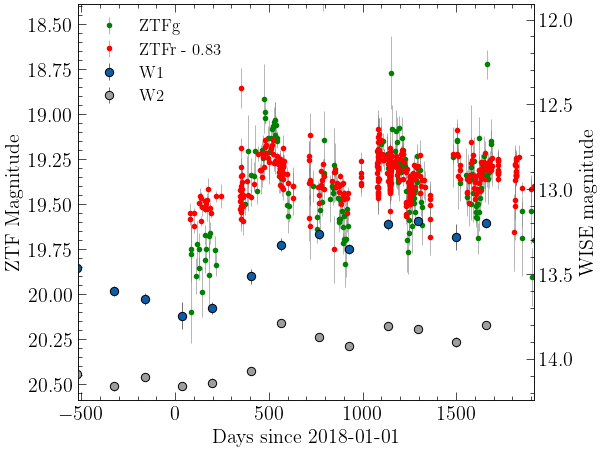 ZTFg
ZTFr - 0.83
W1
W2
18.50
18.75
19.00
19.25
19.50
19.75
20.00
20.25
20.50
ZTF Magnitude
12.0
12.5
13.0
13.5
14.0
WISE magnitude
−500 0 500 1000 1500
Days since 2018-01-01